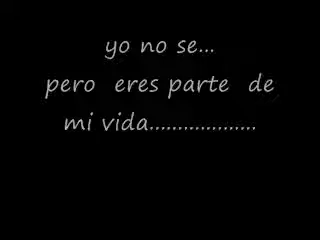 yo no se...
pero eres parte de
mi vida...................